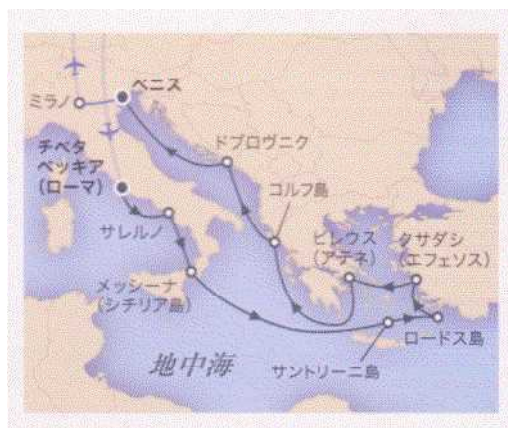 ベニス
ミラノ
チベタ
ベッキア
(ローマ)
ドブロヴニク
コルフ島
サレルノ
ピレウス
(アテネ)
クサダシ
(エフェソス)
メッシーナ
(シチリア島)
ロードス島
サントリーニ島
地中海